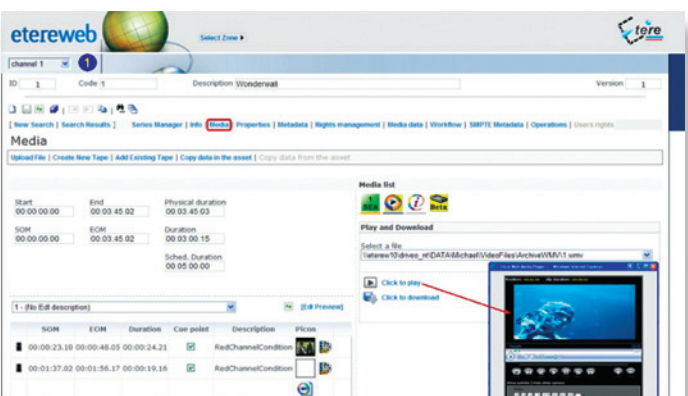 etereweb
Select Zone
etere
channel 1
1
ID 1 Code 1 Description Wonderwall Version 1
[ New Search | Search Results ] Series Manager | Info | Media | Properties | Metadata | Rights management | Media data | Workflow | SMPTE Metadata | Operations | Users rights
Media
Upload File | Create New Tape | Add Existing Tape | Copy data in the asset | Copy data from the asset
Media list
Start End Physical duration
00:00:00.00 00:03:45.02 00:03:45.03
SOM EOM Duration
00:00:00.00 00:03:45.02 00:03:00.15
Sched. Duration
00:05:00.00
1
SEA
Beta
Play and Download
Select a file
\DATA\Michael\VideoFiles\ArchiveWMV\1.wmv
Click to play
Click to download
1 - (No Edl description) [Edl Preview]
SOM EOM Duration Cue point Description Picon
00:00:23.10 00:00:48.05 00:00:24.21 RedChannelCondition
00:01:37.02 00:01:56.17 00:00:19.16 RedChannelCondition